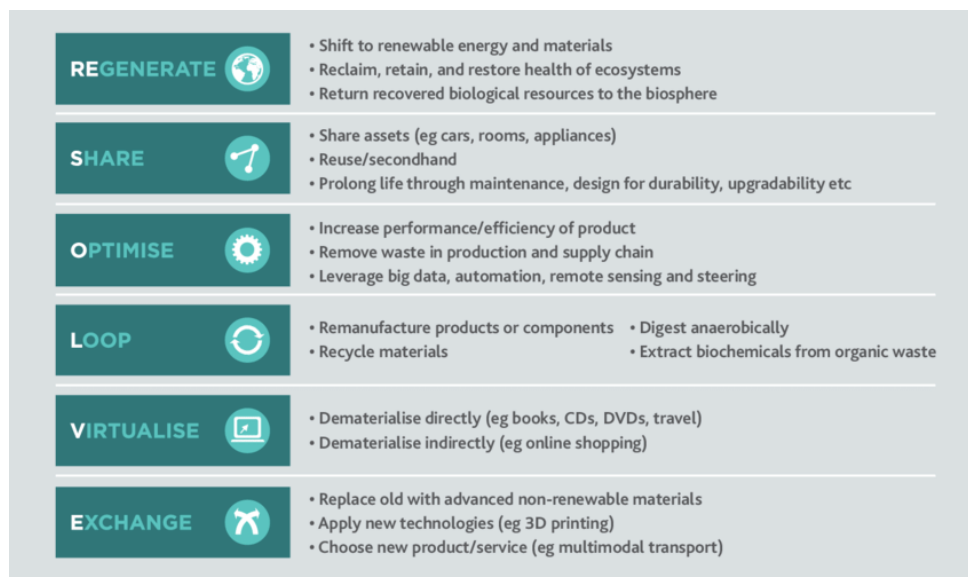 REGENERATE
• Shift to renewable energy and materials
• Reclaim, retain, and restore health of ecosystems
• Return recovered biological resources to the biosphere
SHARE
• Share assets (eg cars, rooms, appliances)
• Reuse/secondhand
• Prolong life through maintenance, design for durability, upgradability etc
OPTIMISE
• Increase performance/efficiency of product
• Remove waste in production and supply chain
• Leverage big data, automation, remote sensing and steering
LOOP
• Remanufacture products or components
• Recycle materials
• Digest anaerobically
• Extract biochemicals from organic waste
VIRTUALISE
• Dematerialise directly (eg books, CDs, DVDs, travel)
• Dematerialise indirectly (eg online shopping)
EXCHANGE
• Replace old with advanced non-renewable materials
• Apply new technologies (eg 3D printing)
• Choose new product/service (eg multimodal transport)